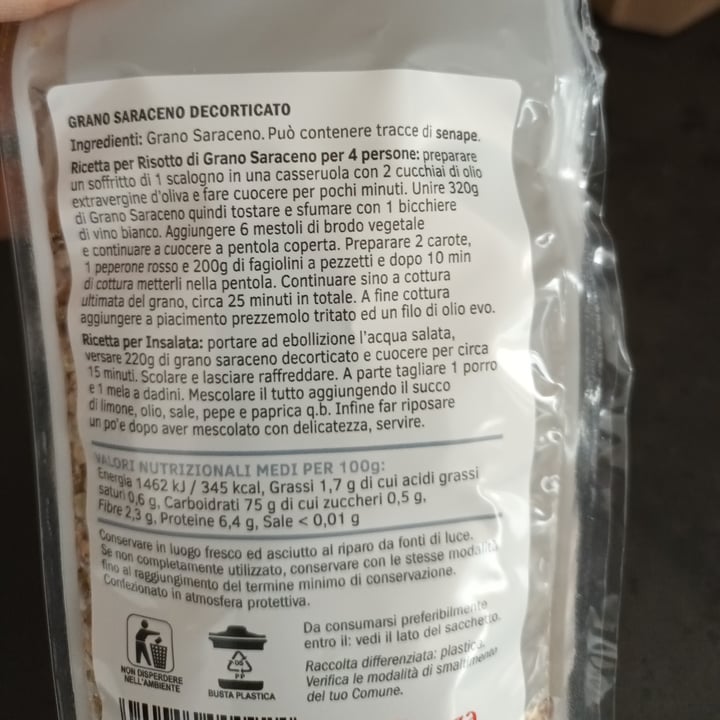 GRANO SARACENO DECORTICATO
Ingredienti: Grano Saraceno. Può contenere tracce di senape.
Ricetta per Risotto di Grano Saraceno per 4 persone: preparare
un soffritto di 1 scalogno in una casseruola con 2 cucchiai di olio
extravergine d'oliva e fare cuocere per pochi minuti. Unire 320g
di Grano Saraceno quindi tostare e sfumare con 1 bicchiere
di vino bianco. Aggiungere 6 mestoli di brodo vegetale
e continuare a cuocere a pentola coperta. Preparare 2 carote,
1 peperone rosso e 200g di fagiolini a pezzetti e dopo 10 min
di cottura metterli nella pentola. Continuare sino a cottura
ultimata del grano, circa 25 minuti in totale. A fine cottura
aggiungere a piacimento prezzemolo tritato ed un filo di olio evo.
Ricetta per Insalata: portare ad ebollizione l'acqua salata,
versare 220g di grano saraceno decorticato e cuocere per circa
15 minuti. Scolare e lasciare raffreddare. A parte tagliare 1 porro
e 1 mela a dadini. Mescolare il tutto aggiungendo il succo
di limone, olio, sale, pepe e paprica q.b. Infine far riposare
un po'e dopo aver mescolato con delicatezza, servire.
VALORI NUTRIZIONALI MEDI PER 100g:
Energia 1462 kJ / 345 kcal, Grassi 1,7 g di cui acidi grassi
saturi 0,6 g, Carboidrati 75 g di cui zuccheri 0,5 g,
Fibre 2,3 g, Proteine 6,4 g, Sale < 0,01 g
Conservare in luogo fresco ed asciutto al riparo da fonti di luce.
Se non completamente utilizzato, conservare con le stesse modalità
fino al raggiungimento del termine minimo di conservazione.
Confezionato in atmosfera protettiva.
Da consumarsi preferibilmente
entro il: vedi il lato del sacchetto.
Raccolta differenziata: plastica.
Verifica le modalità di smaltimento
del tuo Comune.
NON DISPERDERE
NELL'AMBIENTE
PP
BUSTA PLASTICA